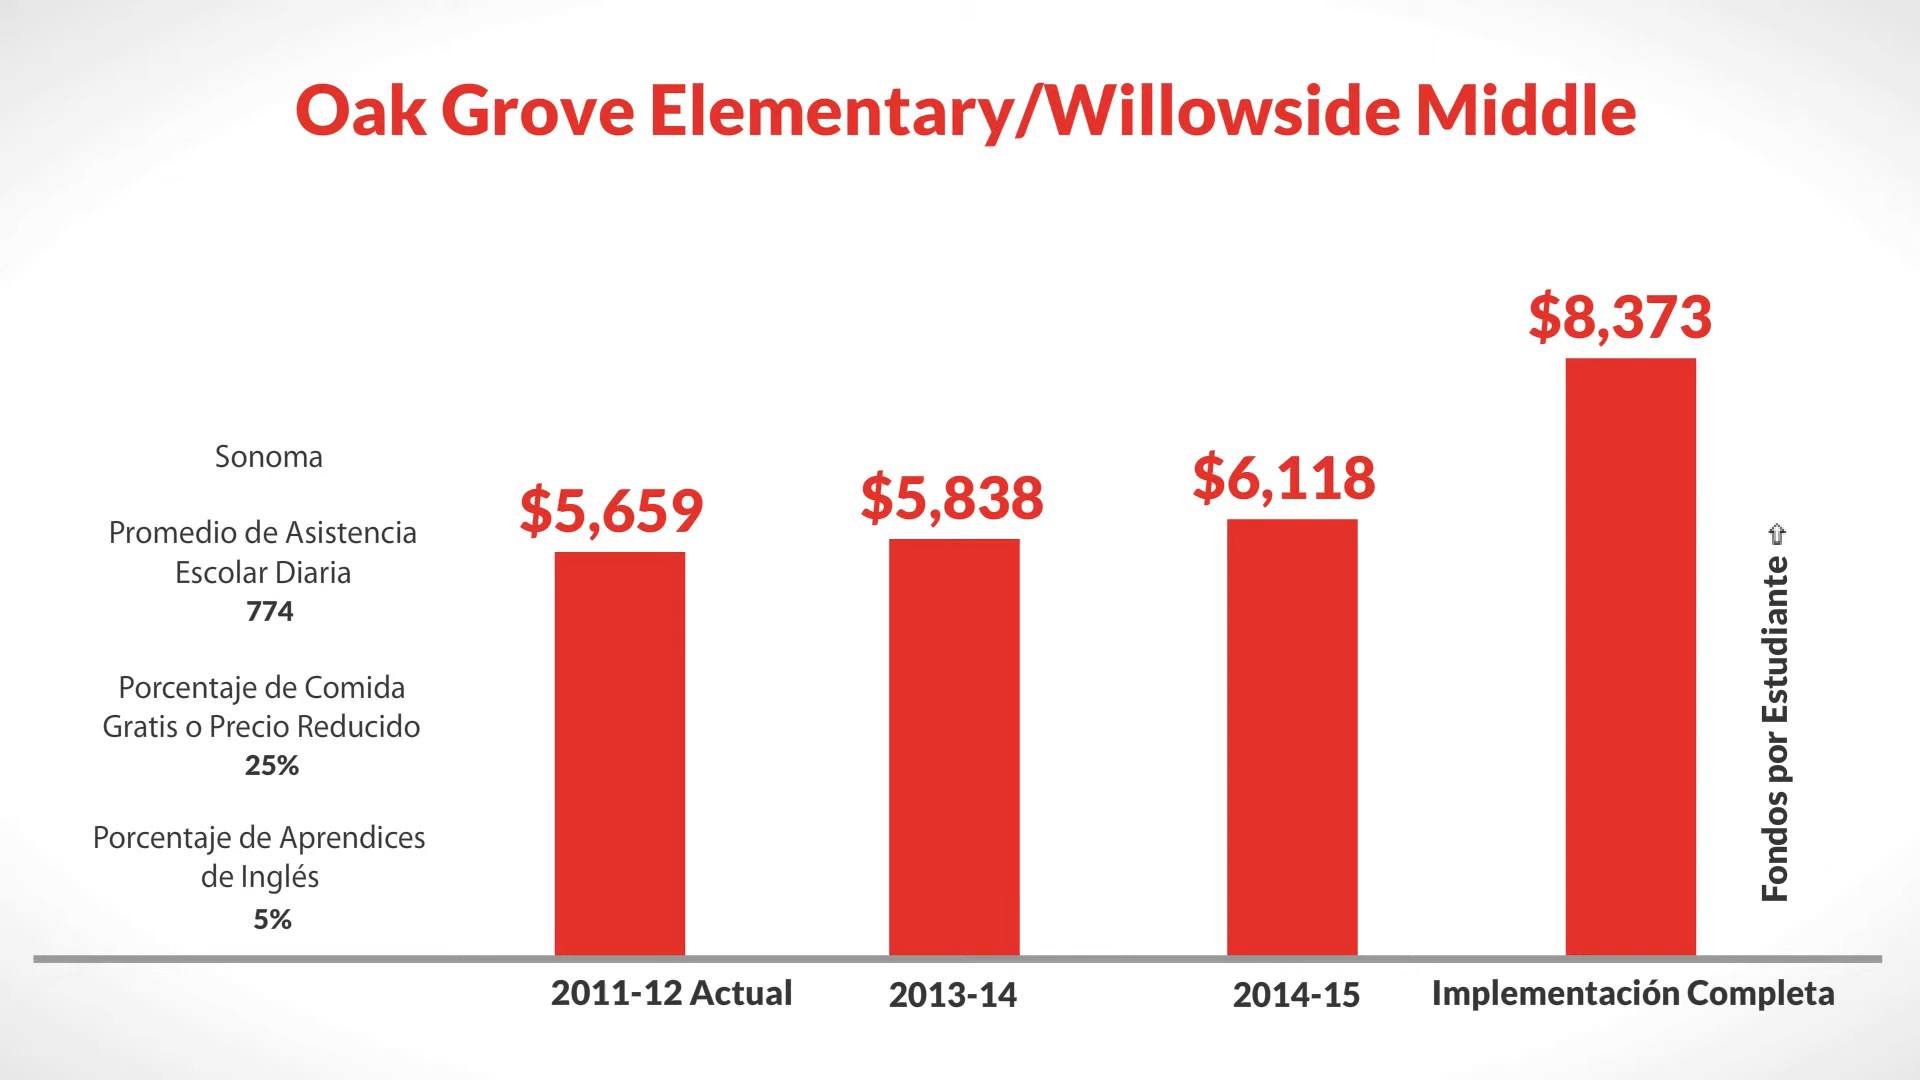 Oak Grove Elementary/Willowside Middle
Sonoma
Promedio de Asistencia
Escolar Diaria
774
Porcentaje de Comida
Gratis o Precio Reducido
25%
Porcentaje de Aprendices
de Inglés
5%
$5,659
$5,838
$6,118
$8,373
Fondos por Estudiante ⇧
2011-12 Actual
2013-14
2014-15
Implementación Completa